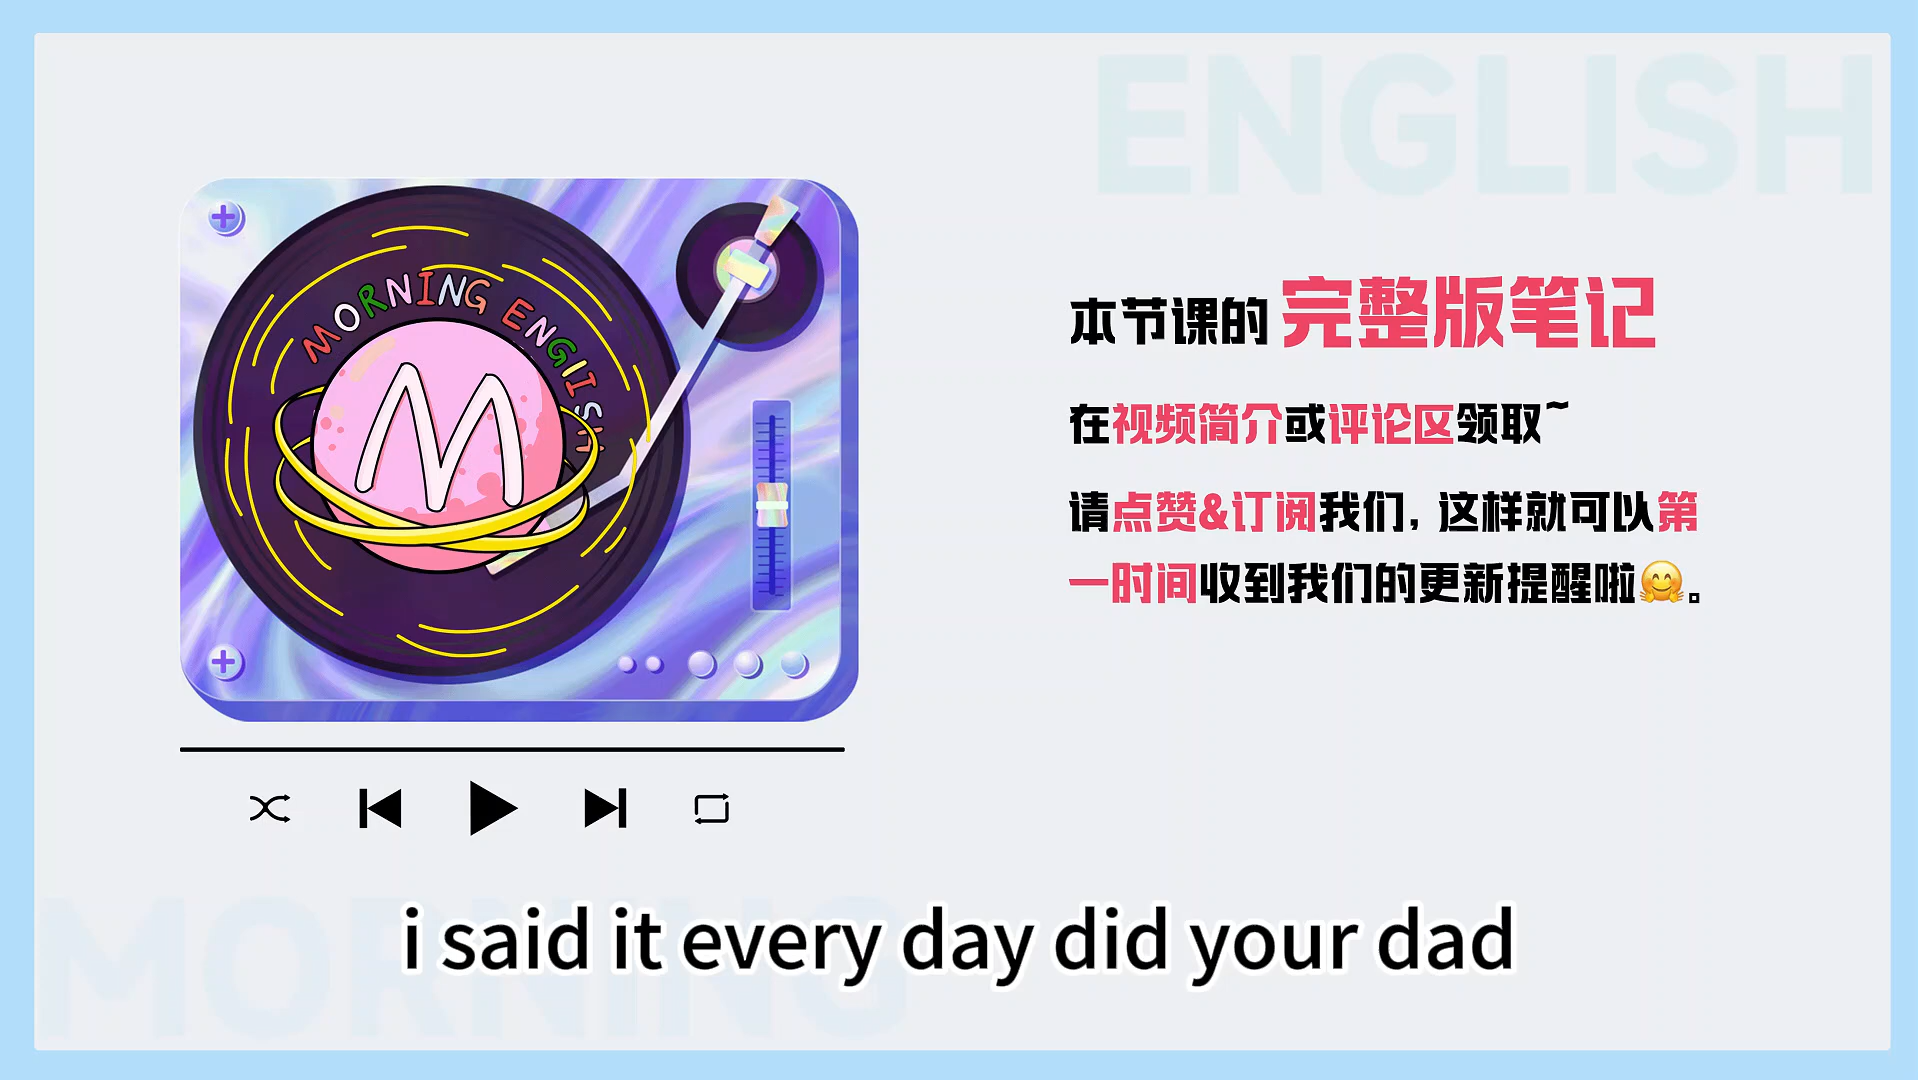 ENGLISH
MORNING ENGLISH
M
本节课的 完整版笔记
在视频简介或评论区领取~
请点赞&订阅我们，这样就可以第
一时间收到我们的更新提醒啦🤗。
MORNING
i said it every day did your dad